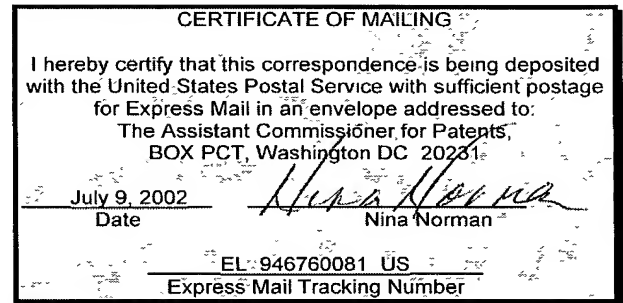 CERTIFICATE OF MAILING
I hereby certify that this correspondence is being deposited
with the United States Postal Service with sufficient postage
for Express Mail in an envelope addressed to:
The Assistant Commissioner for Patents,
BOX PCT, Washington DC 20231
July 9, 2002 Nina Norman
Date Nina Norman
EL 946760081 US
Express Mail Tracking Number